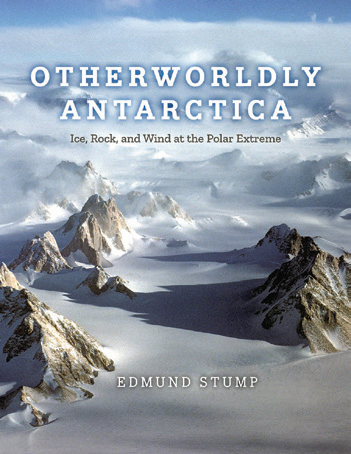 OTHERWORLDLY
ANTARCTICA
Ice, Rock, and Wind at the Polar Extreme
EDMUND STUMP